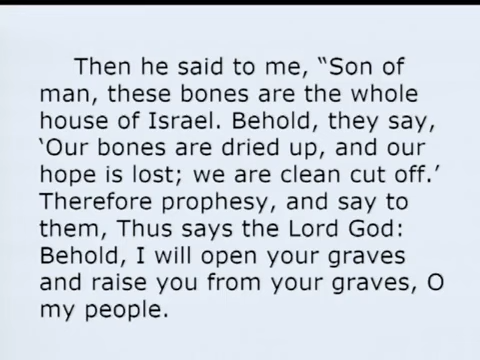 Then he said to me, “Son of
man, these bones are the whole
house of Israel. Behold, they say,
‘Our bones are dried up, and our
hope is lost; we are clean cut off.’
Therefore prophesy, and say to
them, Thus says the Lord God:
Behold, I will open your graves
and raise you from your graves, O
my people.